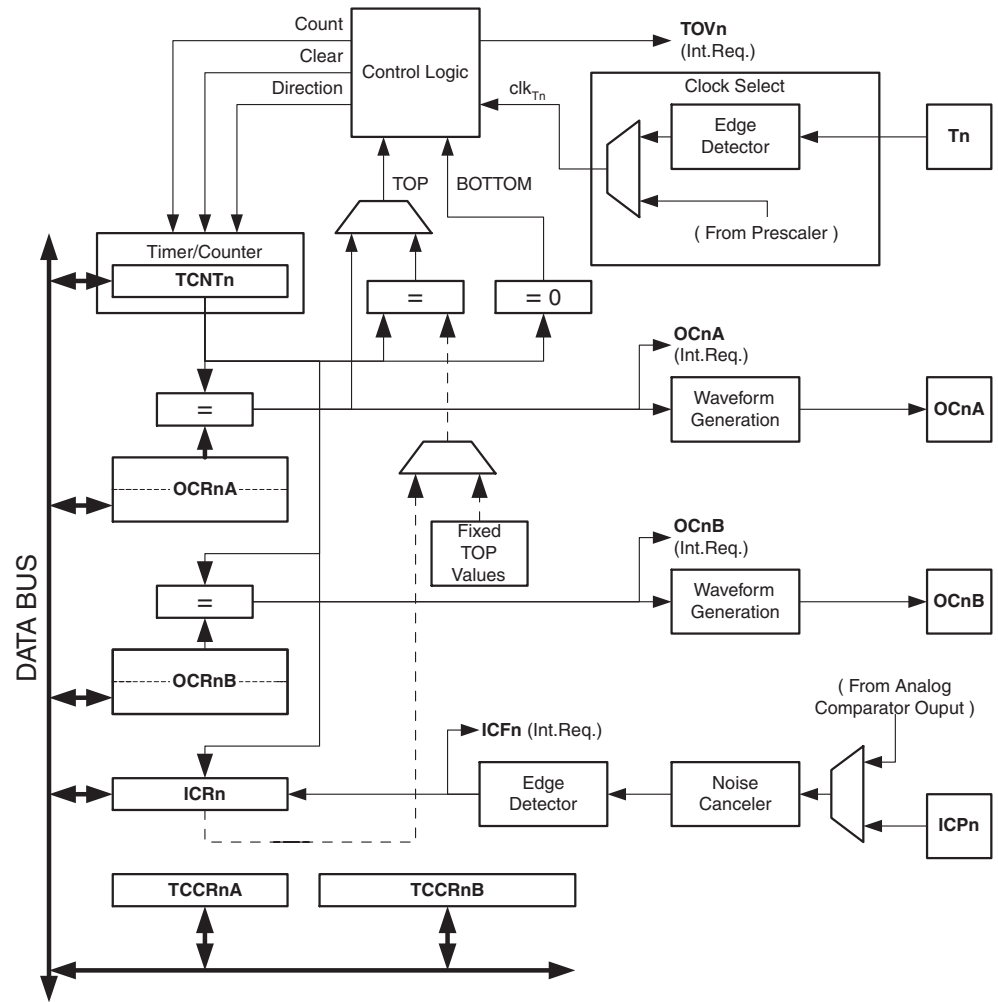 Count
Clear
Direction
Control Logic
TOVn
(Int.Req.)
clkTn
Clock Select
Edge
Detector
Tn
( From Prescaler )
TOP
BOTTOM
Timer/Counter
TCNTn
=
= 0
OCnA
(Int.Req.)
=
Waveform
Generation
OCnA
OCRnA
Fixed
TOP
Values
OCnB
(Int.Req.)
=
Waveform
Generation
OCnB
DATA BUS
OCRnB
( From Analog
Comparator Ouput )
ICFn (Int.Req.)
ICRn
Edge
Detector
Noise
Canceler
ICPn
TCCRnA
TCCRnB